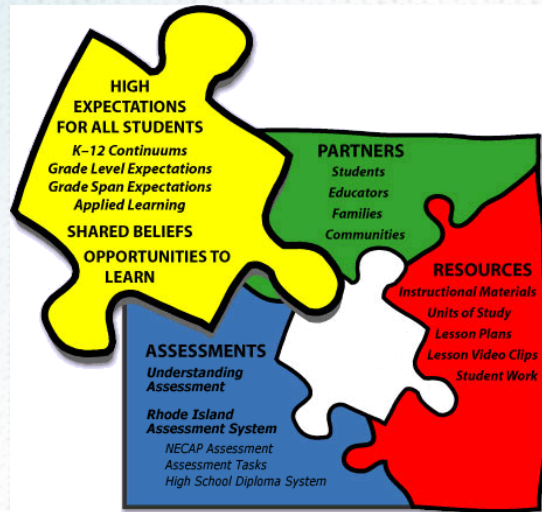 HIGH
EXPECTATIONS
FOR ALL STUDENTS
K–12 Continuums
Grade Level Expectations
Grade Span Expectations
Applied Learning
SHARED BELIEFS
OPPORTUNITIES TO
LEARN
PARTNERS
Students
Educators
Families
Communities
RESOURCES
Instructional Materials
Units of Study
Lesson Plans
Lesson Video Clips
Student Work
ASSESSMENTS
Understanding
Assessment
Rhode Island
Assessment System
NECAP Assessment
Assessment Tasks
High School Diploma System